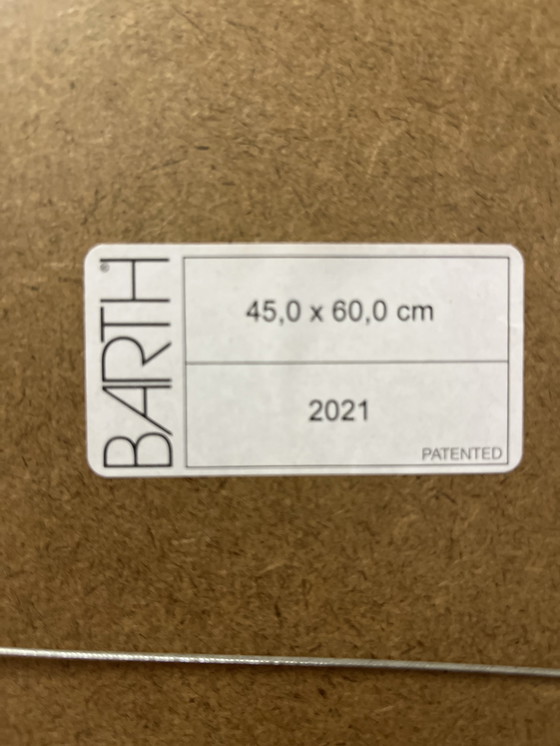 BARTH®
45,0 x 60,0 cm
2021
PATENTED